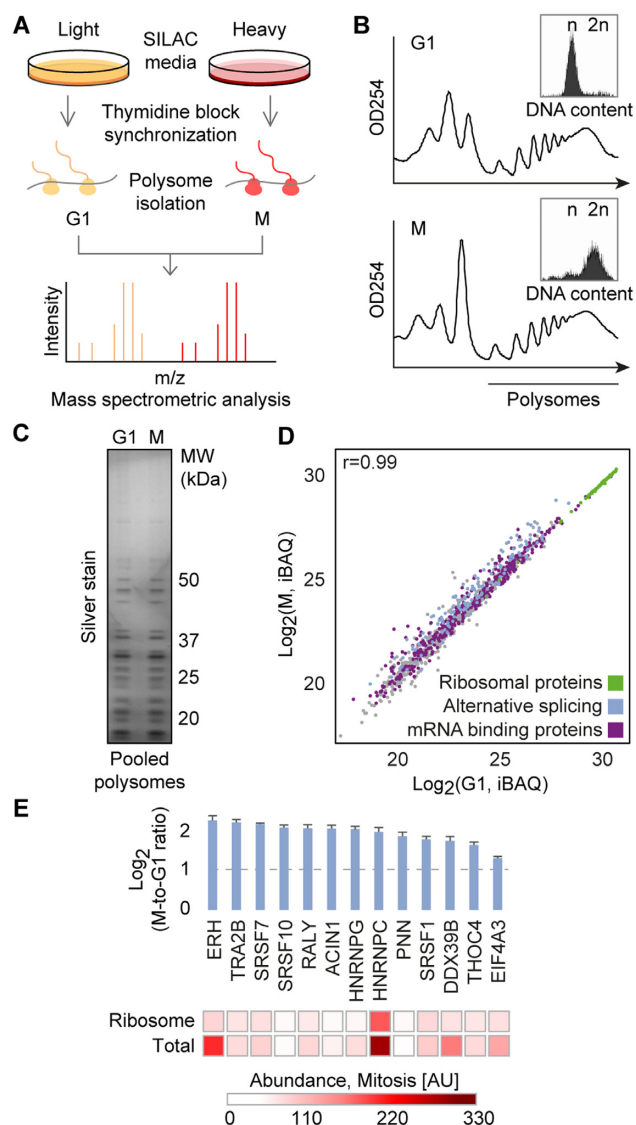 A
Light
SILAC
media
Heavy
Thymidine block
synchronization
Polysome
isolation
G1
M
Intensity
m/z
Mass spectrometric analysis
B
G1
OD254
n 2n
DNA content
M
OD254
n 2n
DNA content
Polysomes
C
G1 M
MW
(kDa)
Silver stain
50
37
25
20
Pooled
polysomes
D
r=0.99
Log2(M, iBAQ)
30
25
20
Ribosomal proteins
Alternative splicing
mRNA binding proteins
20 25 30
Log2(G1, iBAQ)
E
Log2
(M-to-G1 ratio)
2
1
0
ERH
TRA2B
SRSF7
SRSF10
RALY
ACIN1
HNRNPG
HNRNPC
PNN
SRSF1
DDX39B
THOC4
EIF4A3
Ribosome
Total
Abundance, Mitosis [AU]
0 110 220 330